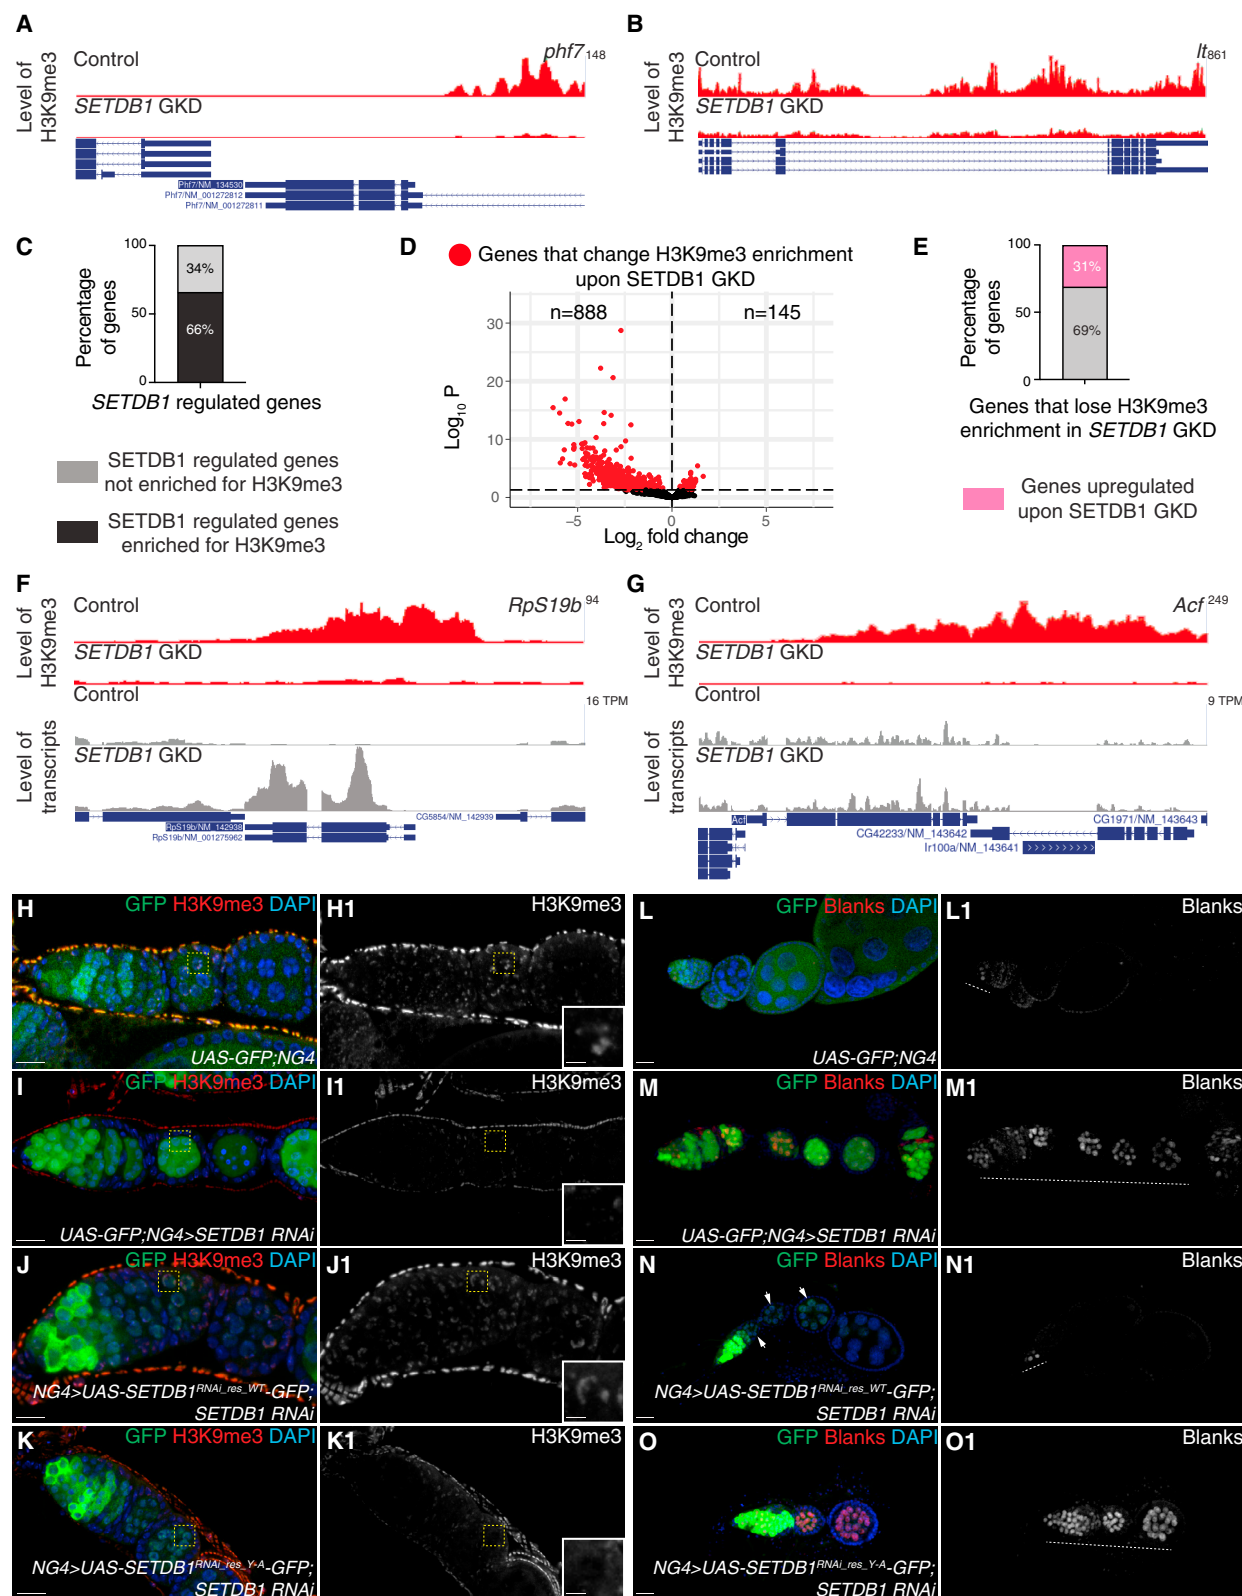 A
Level of
H3K9me3
Control
phf7
148
SETDB1 GKD
Phf7/NM_134530
Phf7/NM_001272812
Phf7/NM_001272811
B
Level of
H3K9me3
Control
lt
861
SETDB1 GKD
C
Percentage
of genes
100
50
0
34%
66%
SETDB1 regulated genes
SETDB1 regulated genes
not enriched for H3K9me3
SETDB1 regulated genes
enriched for H3K9me3
D
Genes that change H3K9me3 enrichment
upon SETDB1 GKD
n=888
n=145
Log10 P
30
20
10
0
−5
0
5
Log2 fold change
E
Percentage
of genes
100
50
0
31%
69%
Genes that lose H3K9me3
enrichment in SETDB1 GKD
Genes upregulated
upon SETDB1 GKD
F
Level of
H3K9me3
Control
RpS19b
94
SETDB1 GKD
Level of
transcripts
Control
16 TPM
SETDB1 GKD
CG5854/NM_142939
RpS19b/NM_142938
RpS19b/NM_001275962
G
Level of
H3K9me3
Control
Acf
249
SETDB1 GKD
Level of
transcripts
Control
9 TPM
SETDB1 GKD
Acf
CG1971/NM_143643
CG42233/NM_143642
Ir100a/NM_143641
H
GFP H3K9me3 DAPI
UAS-GFP;NG4
H1
H3K9me3
L
GFP Blanks DAPI
UAS-GFP;NG4
L1
Blanks
I
GFP H3K9me3 DAPI
UAS-GFP;NG4>SETDB1 RNAi
I1
H3K9me3
M
GFP Blanks DAPI
UAS-GFP;NG4>SETDB1 RNAi
M1
Blanks
J
GFP H3K9me3 DAPI
NG4>UAS-SETDB1RNAi_res_WT-GFP;
SETDB1 RNAi
J1
H3K9me3
N
GFP Blanks DAPI
NG4>UAS-SETDB1RNAi_res_WT-GFP;
SETDB1 RNAi
N1
Blanks
K
GFP H3K9me3 DAPI
NG4>UAS-SETDB1RNAi_res_Y-A-GFP;
SETDB1 RNAi
K1
H3K9me3
O
GFP Blanks DAPI
NG4>UAS-SETDB1RNAi_res_Y-A-GFP;
SETDB1 RNAi
O1
Blanks